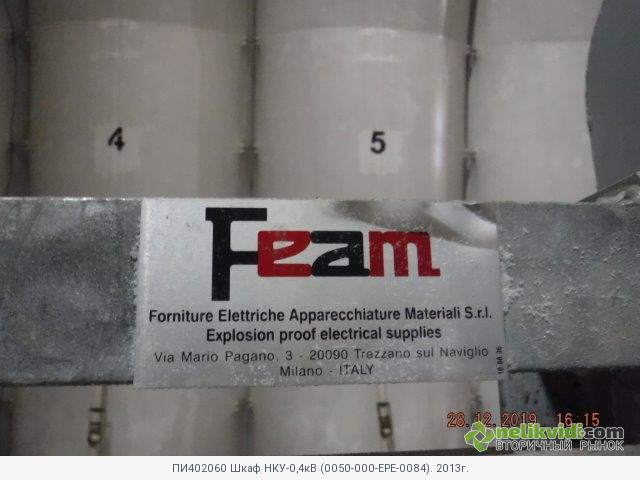 4
5
Feam
Forniture Elettriche Apparecchiature Materiali S.r.l.
Explosion proof electrical supplies
Via Mario Pagano, 3 - 20090 Trezzano sul Naviglio
Milano - ITALY
28.12.2019 16:15
nelikvidi.com
ВТОРИЧНЫЙ РЫНОК
ПИ402060 Шкаф НКУ-0,4кВ (0050-000-EPE-0084). 2013г.